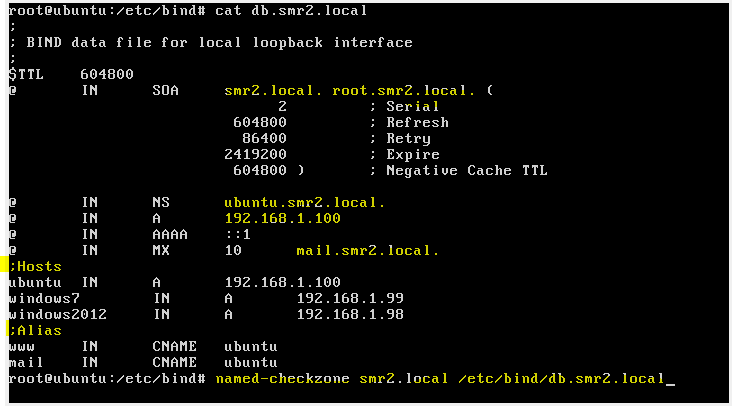 root@ubuntu:/etc/bind# cat db.smr2.local
;
; BIND data file for local loopback interface
;
$TTL    604800
@       IN      SOA     smr2.local. root.smr2.local. (
                              2         ; Serial
                         604800         ; Refresh
                          86400         ; Retry
                        2419200         ; Expire
                         604800 )       ; Negative Cache TTL

@       IN      NS      ubuntu.smr2.local.
@       IN      A       192.168.1.100
@       IN      AAAA    ::1
@       IN      MX      10      mail.smr2.local.
;Hosts
ubuntu  IN      A       192.168.1.100
windows7        IN      A       192.168.1.99
windows2012     IN      A       192.168.1.98
;Alias
www     IN      CNAME   ubuntu
mail    IN      CNAME   ubuntu
root@ubuntu:/etc/bind# named-checkzone smr2.local /etc/bind/db.smr2.local_